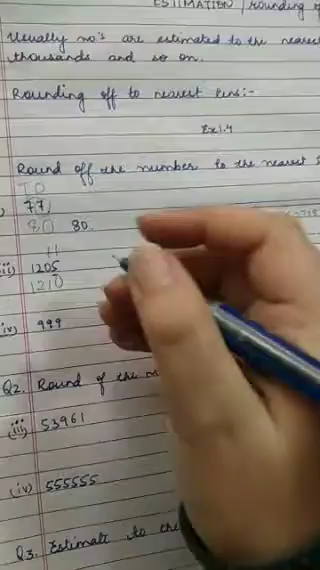 ESTIMATION / rounding of
Usually no's are estimated to the nearest
thousands and so on.
Rounding off to nearest tens:-
Ex 1.4
Round off the number to the nearest
T O
77
80 80
H
iii) 1205
1210
iv) 999
Q2. Round of the
(iii) 53961
(iv) 555555
Q3. Estimate to the